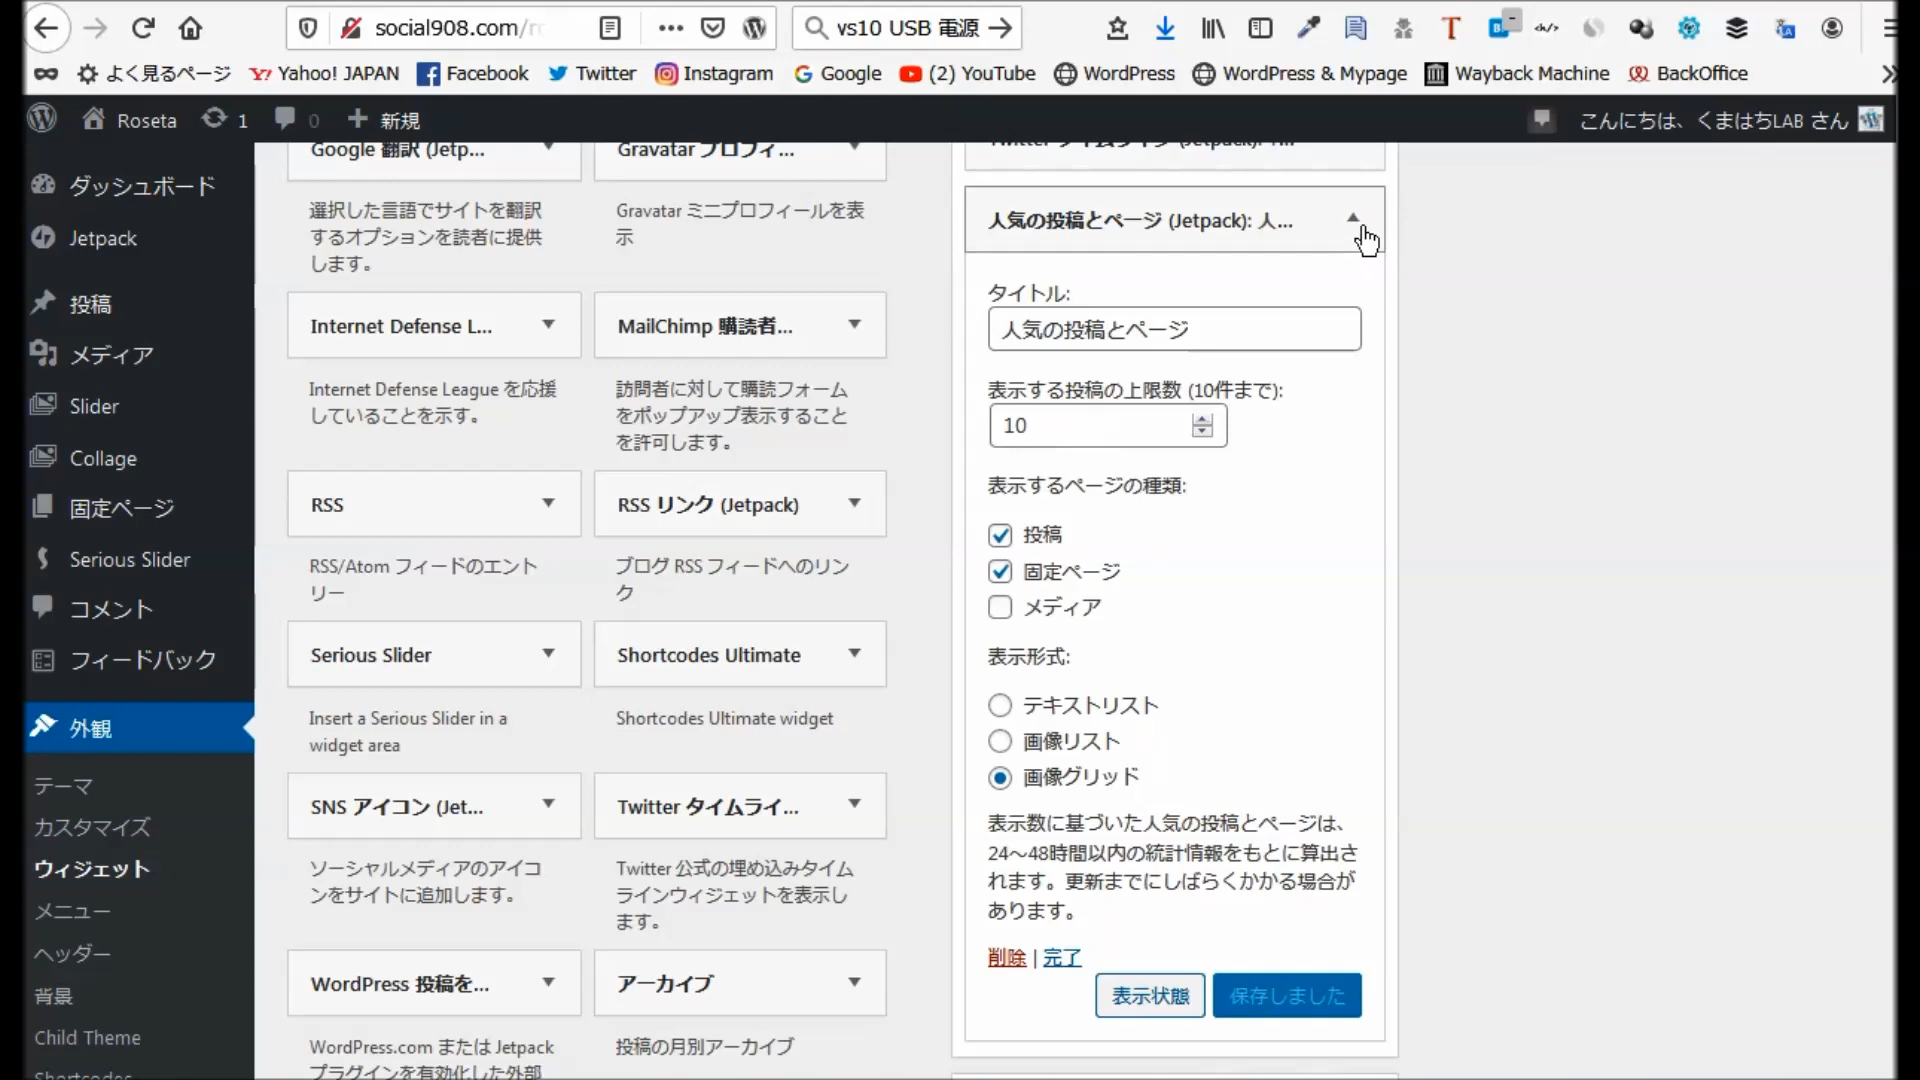 social908.com/
vs10 USB 電源
よく見るページ
Yahoo! JAPAN
Facebook
Twitter
Instagram
Google
(2) YouTube
WordPress
WordPress & Mypage
Wayback Machine
BackOffice
Roseta
1
0
新規
こんにちは、くまはちLAB さん
ダッシュボード
Jetpack
投稿
メディア
Slider
Collage
固定ページ
Serious Slider
コメント
フィードバック
外観
テーマ
カスタマイズ
ウィジェット
メニュー
ヘッダー
背景
Child Theme
Shortcodes
Google 翻訳 (Jetp...
選択した言語でサイトを翻訳
するオプションを読者に提供
します。
Gravatar プロフィ...
Gravatar ミニプロフィールを表
示
Internet Defense L...
Internet Defense League を応援
していることを示す。
MailChimp 購読者...
訪問者に対して購読フォーム
をポップアップ表示すること
を許可します。
RSS
RSS/Atom フィードのエント
リー
RSS リンク (Jetpack)
ブログ RSS フィードへのリン
ク
Serious Slider
Insert a Serious Slider in a
widget area
Shortcodes Ultimate
Shortcodes Ultimate widget
SNS アイコン (Jet...
ソーシャルメディアのアイコ
ンをサイトに追加します。
Twitter タイムライ...
Twitter 公式の埋め込みタイム
ラインウィジェットを表示し
ます。
WordPress 投稿を...
WordPress.com または Jetpack
プラグインを有効化した外部
アーカイブ
投稿の月別アーカイブ
Twitter タイムライン (Jetpack): T...
人気の投稿とページ (Jetpack): 人...
タイトル:
人気の投稿とページ
表示する投稿の上限数 (10件まで):
10
表示するページの種類:
投稿
固定ページ
メディア
表示形式:
テキストリスト
画像リスト
画像グリッド
表示数に基づいた人気の投稿とページは、
24〜48時間以内の統計情報をもとに算出さ
れます。更新までにしばらくかかる場合が
あります。
削除 | 完了
表示状態
保存しました